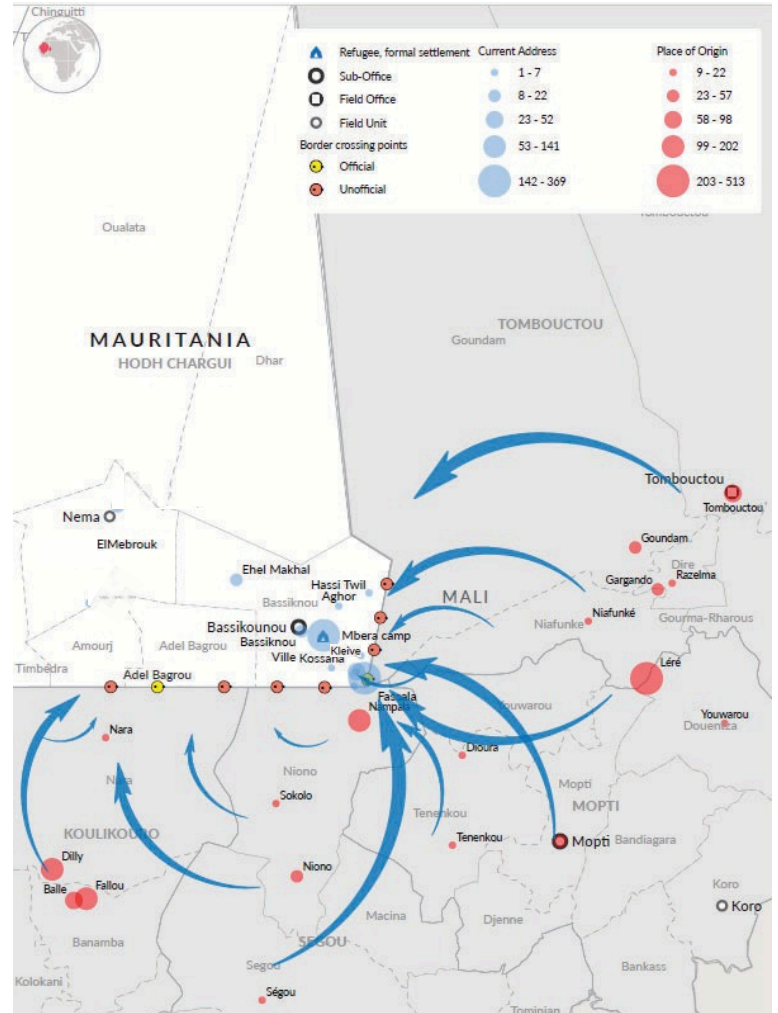 Chinguitti
Refugee, formal settlement
Sub-Office
Field Office
Field Unit
Border crossing points
Official
Unofficial
Current Address
1 - 7
8 - 22
23 - 52
53 - 141
142 - 369
Place of Origin
9 - 22
23 - 57
58 - 98
99 - 202
203 - 513
Tombouctou
Oualata
TOMBOUCTOU
Goundam
MAURITANIA
HODH CHARGUI
Dhar
Tombouctou
Tombouctou
Nema
ElMebrouk
Goundam
Dire
Ehel Makhal
Hassi Twil
Aghor
Gargando
Razelma
Bassiknou
MALI
Niafunké
Niafunke
Gourma-Rharous
Bassikounou
Bassiknou
Mbera camp
Amourj
Adel Bagrou
Kleive
Ville
Kossana
Timbédra
Adel Bagrou
Léré
Fassala
Nampala
Youwarou
Youwarou
Douentza
Nara
Nara
Dioura
Niono
Mopti
Sokolo
Tenenkou
MOPTI
KOULIKOURO
Tenenkou
Mopti
Bandiagara
Dilly
Niono
Balle
Fallou
Koro
Koro
Macina
Djenne
Banamba
SEGOU
Segou
Bankass
Kolokani
Ségou
Tominian